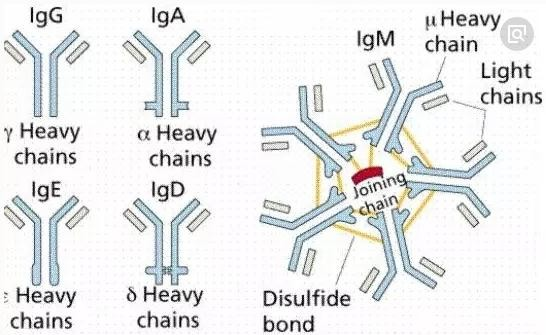 IgG
IgA
γ Heavy
chains
α Heavy
chains
IgE
IgD
ε Heavy
chains
δ Heavy
chains
IgM
μ Heavy
chain
Light
chains
Joining
chain
Disulfide
bond